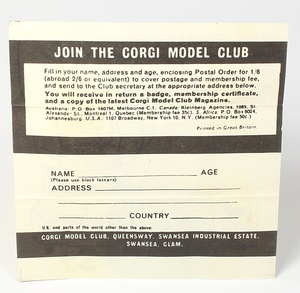 JOIN THE CORGI MODEL CLUB
Fill in your name, address and age, enclosing Postal Order for 1/6
(abroad 2/6 or equivalent) to cover postage and membership fee,
and send to the Club secretary at the appropriate address below.
You will receive in return a badge, membership certificate,
and a copy of the latest Corgi Model Club Magazine.
Australia: P.O. Box 1607M, Melbourne C.1. Canada: Kleinberg Agencies, 1085, St.
Alexander St., Montreal 1, Quebec (Membership fee 35c). S. Africa: P.O. Box 6024,
Johannesburg. U.S.A. 1107 Broadway, New York 10, N.Y. (Membership fee 50c.)
Printed in Great Britain.
NAME AGE
(Please use block letters)
ADDRESS
COUNTRY
U.K. and parts of the world other than the above:
CORGI MODEL CLUB, QUEENSWAY, SWANSEA INDUSTRIAL ESTATE,
SWANSEA, GLAM.